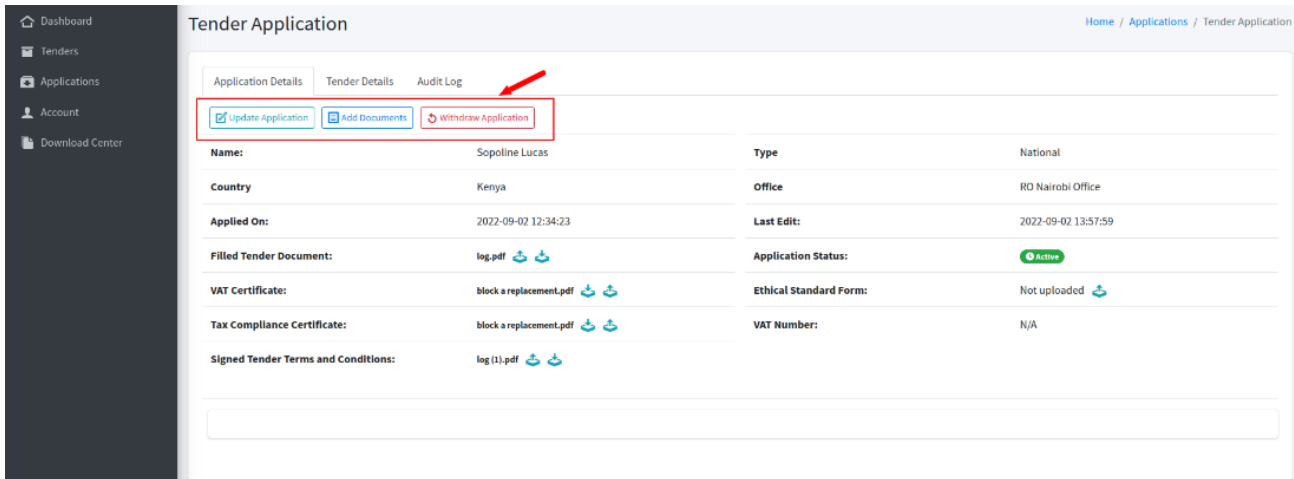 Dashboard
Tenders
Applications
Account
Download Center
Tender Application
Home / Applications / Tender Application
Application Details Tender Details Audit Log
Update Application Add Documents Withdraw Application
Name: Sopoline Lucas Type National
Country Kenya Office RO Nairobi Office
Applied On: 2022-09-02 12:34:23 Last Edit: 2022-09-02 13:57:59
Filled Tender Document: log.pdf Application Status: Active
VAT Certificate: block a replacement.pdf Ethical Standard Form: Not uploaded
Tax Compliance Certificate: block a replacement.pdf VAT Number: N/A
Signed Tender Terms and Conditions: log (1).pdf